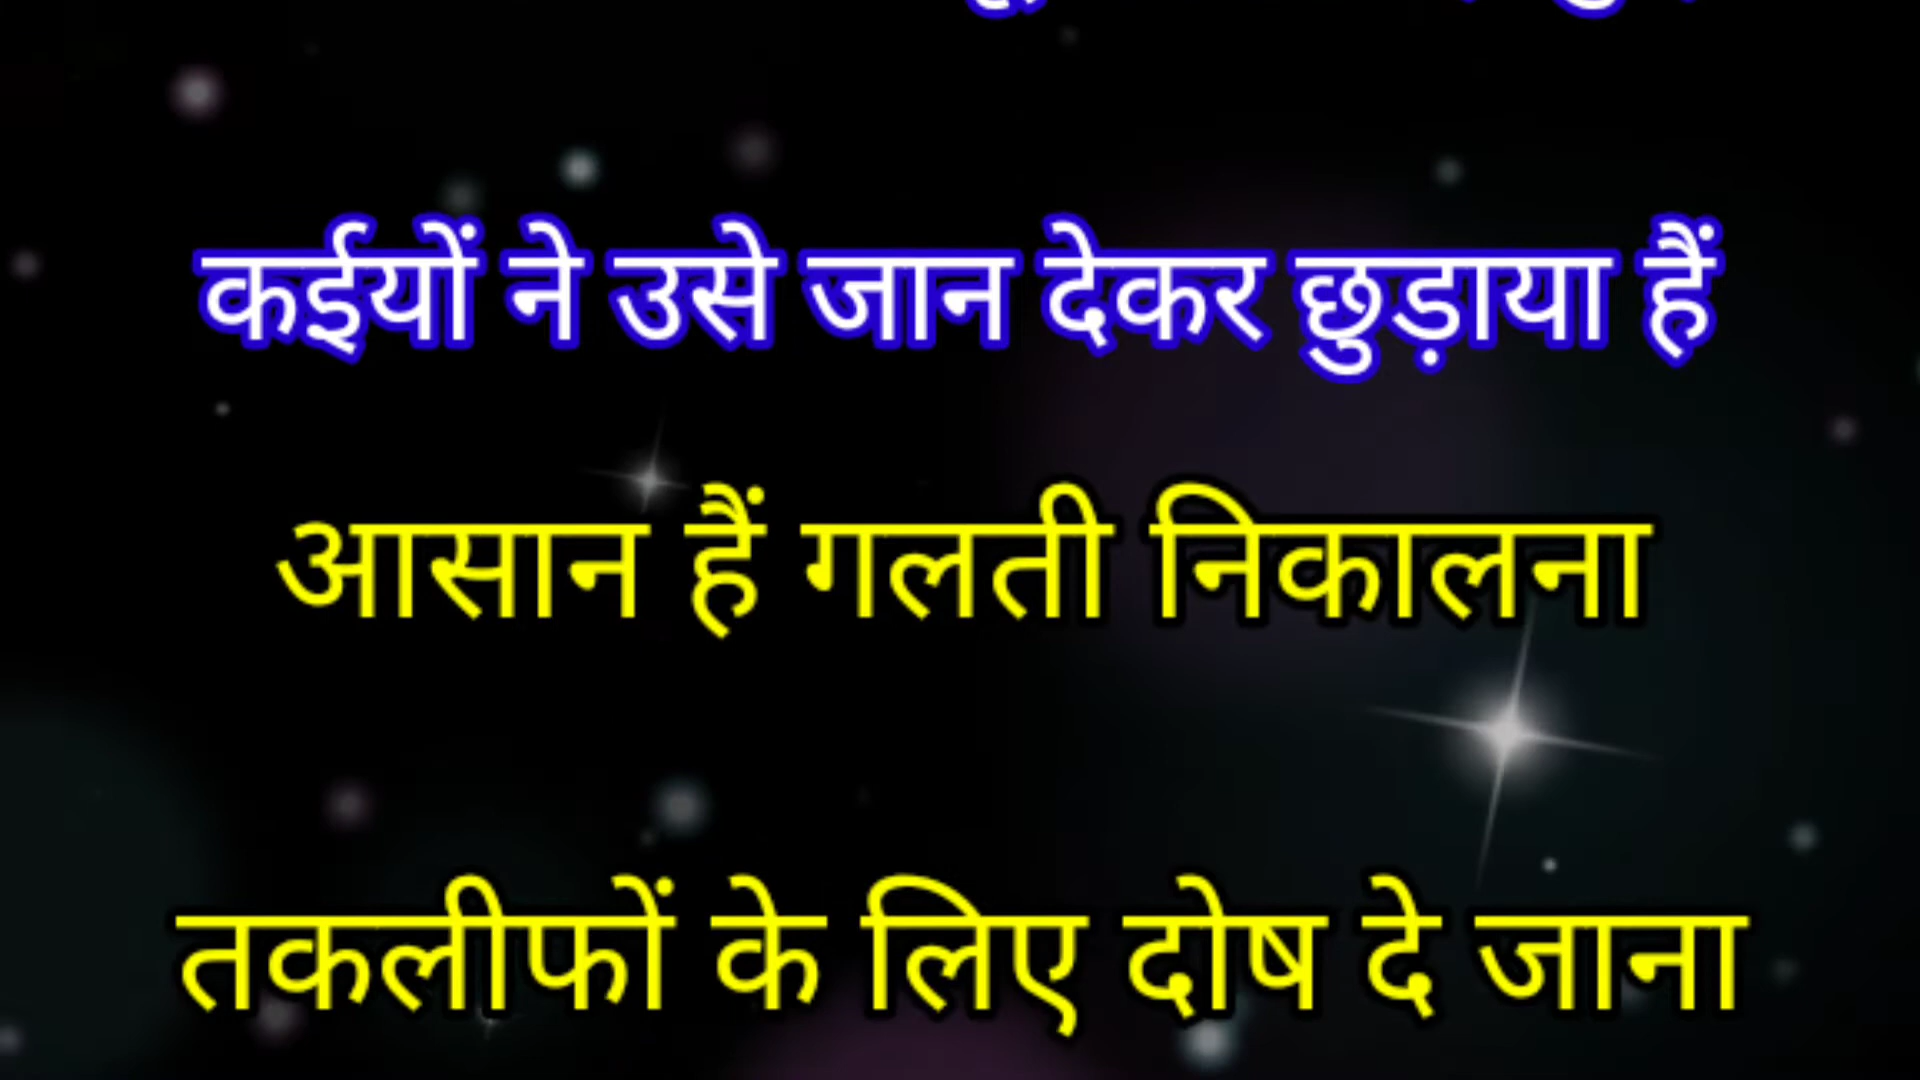 कईयों ने उसे जान देकर छुड़ाया हैं
आसान हैं गलती निकालना
तकलीफों के लिए दोष दे जाना